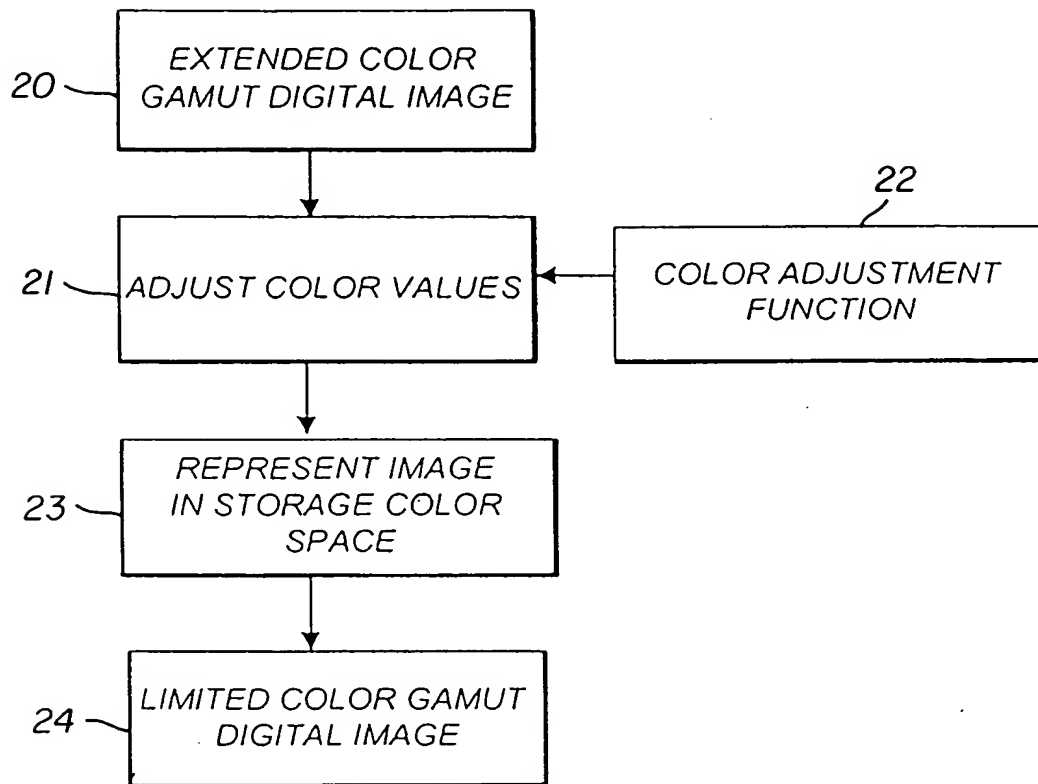 20
EXTENDED COLOR
GAMUT DIGITAL IMAGE
21
ADJUST COLOR VALUES
22
COLOR ADJUSTMENT
FUNCTION
23
REPRESENT IMAGE
IN STORAGE COLOR
SPACE
24
LIMITED COLOR GAMUT
DIGITAL IMAGE